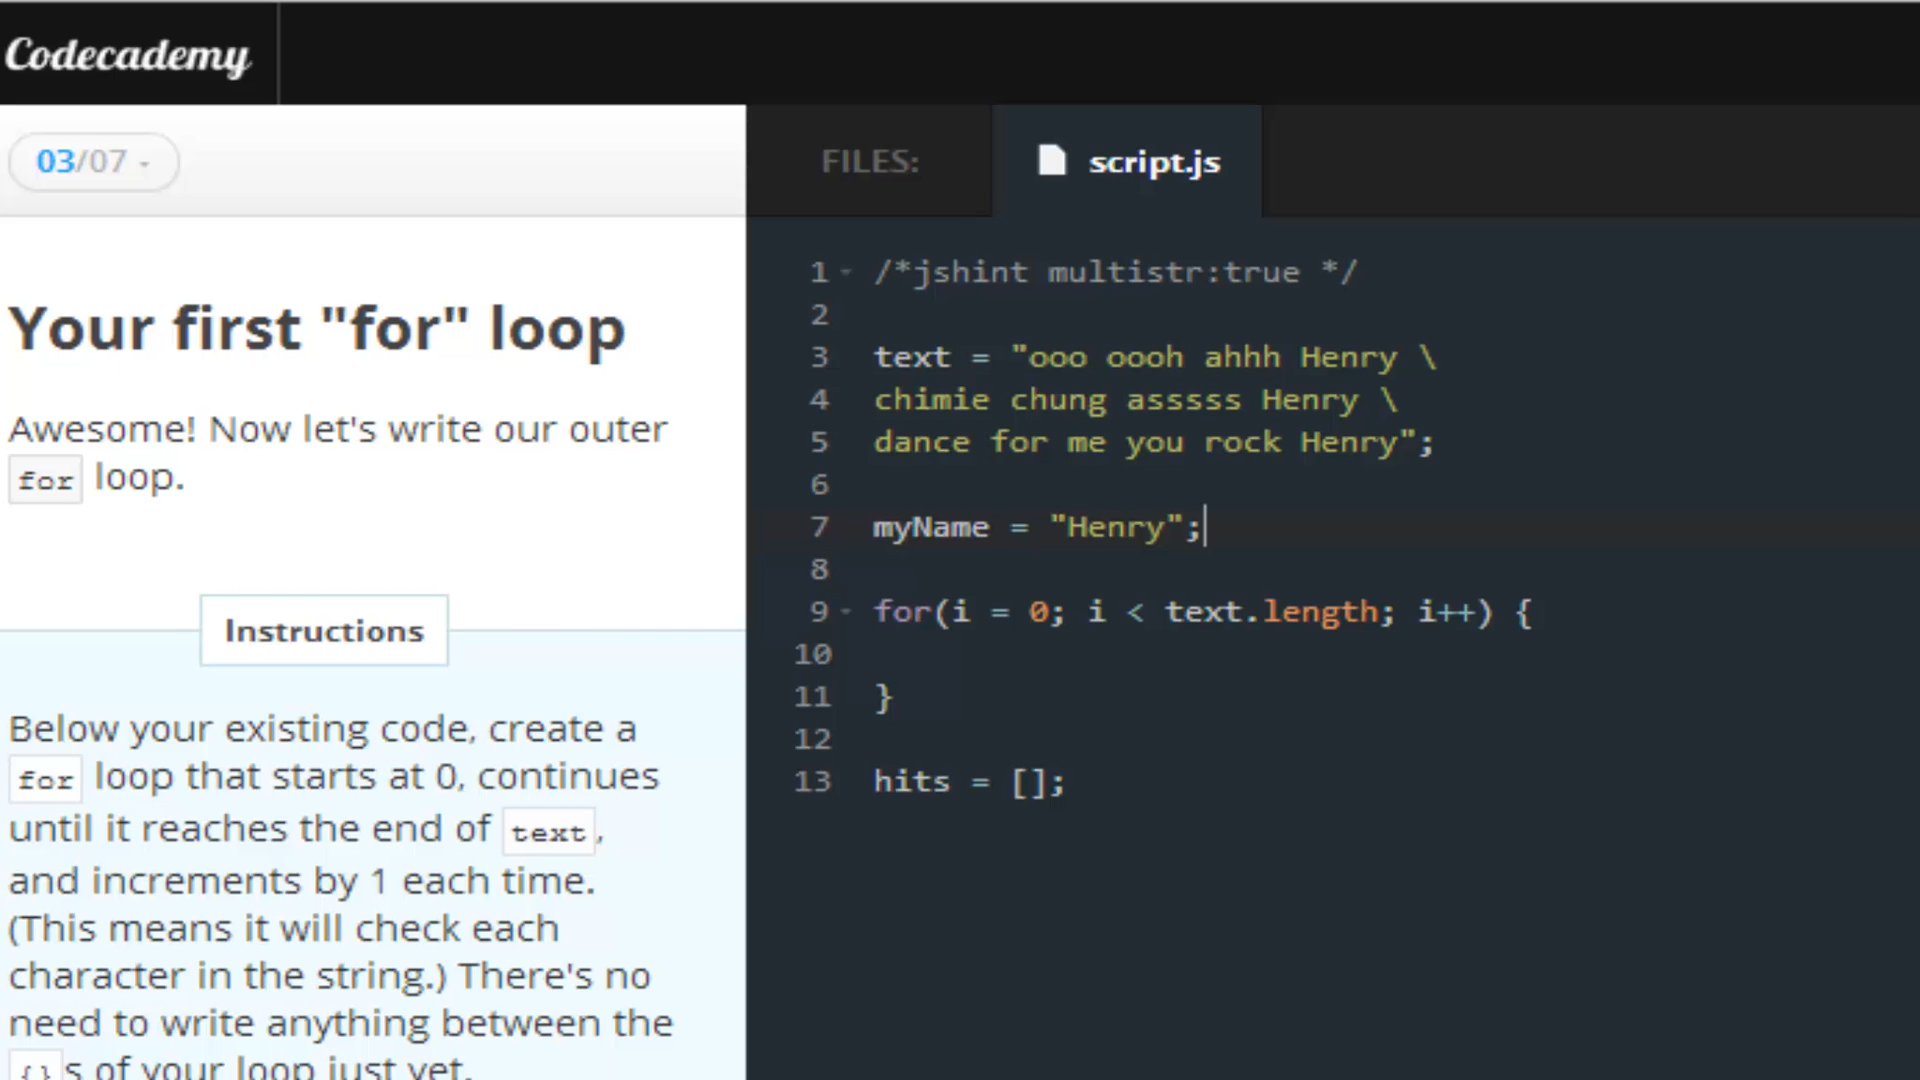 Codecademy
03/07
FILES:
script.js
Your first "for" loop
Awesome! Now let's write our outer
for loop.
Instructions
Below your existing code, create a
for loop that starts at 0, continues
until it reaches the end of text,
and increments by 1 each time.
(This means it will check each
character in the string.) There's no
need to write anything between the
{}s of your loop just yet.
1 /*jshint multistr:true */
2
3 text = "ooo oooh ahhh Henry \
4 chimie chung asssss Henry \
5 dance for me you rock Henry";
6
7 myName = "Henry";
8
9 for(i = 0; i < text.length; i++) {
10
11 }
12
13 hits = [];